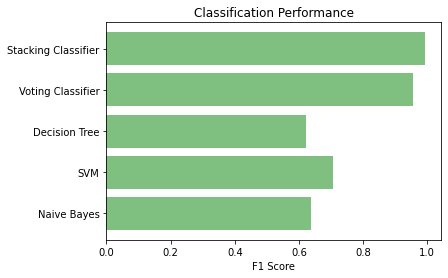 Classification Performance
Stacking Classifier
Voting Classifier
Decision Tree
SVM
Naive Bayes
0.0 0.2 0.4 0.6 0.8 1.0
F1 Score